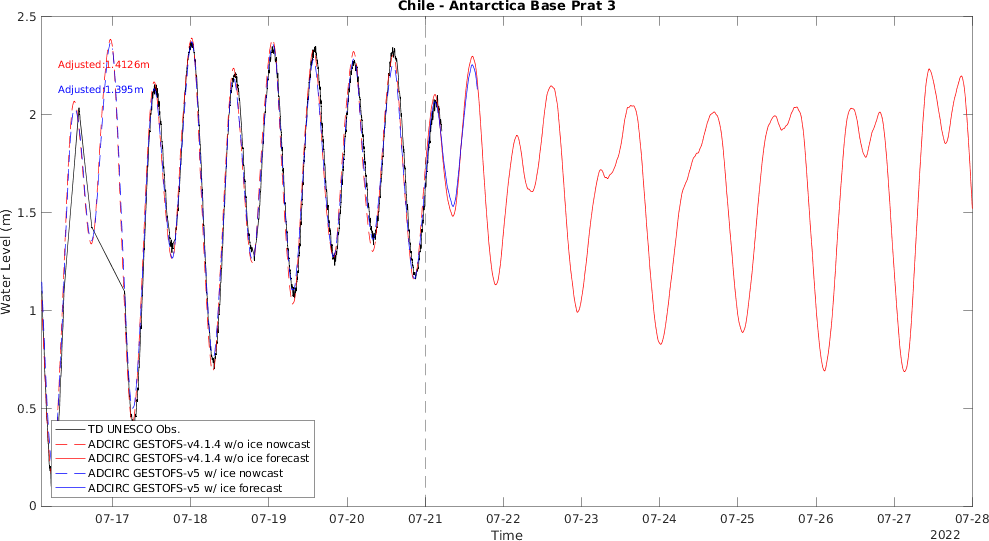 Chile - Antarctica Base Prat 3
2.5
Adjusted:1.4126m
Adjusted:1.395m
2
1.5
Water Level (m)
1
0.5
TD UNESCO Obs.
ADCIRC GESTOFS-v4.1.4 w/o ice nowcast
ADCIRC GESTOFS-v4.1.4 w/o ice forecast
ADCIRC GESTOFS-v5 w/ ice nowcast
ADCIRC GESTOFS-v5 w/ ice forecast
0
07-17 07-18 07-19 07-20 07-21 07-22 07-23 07-24 07-25 07-26 07-27 07-28
Time
2022